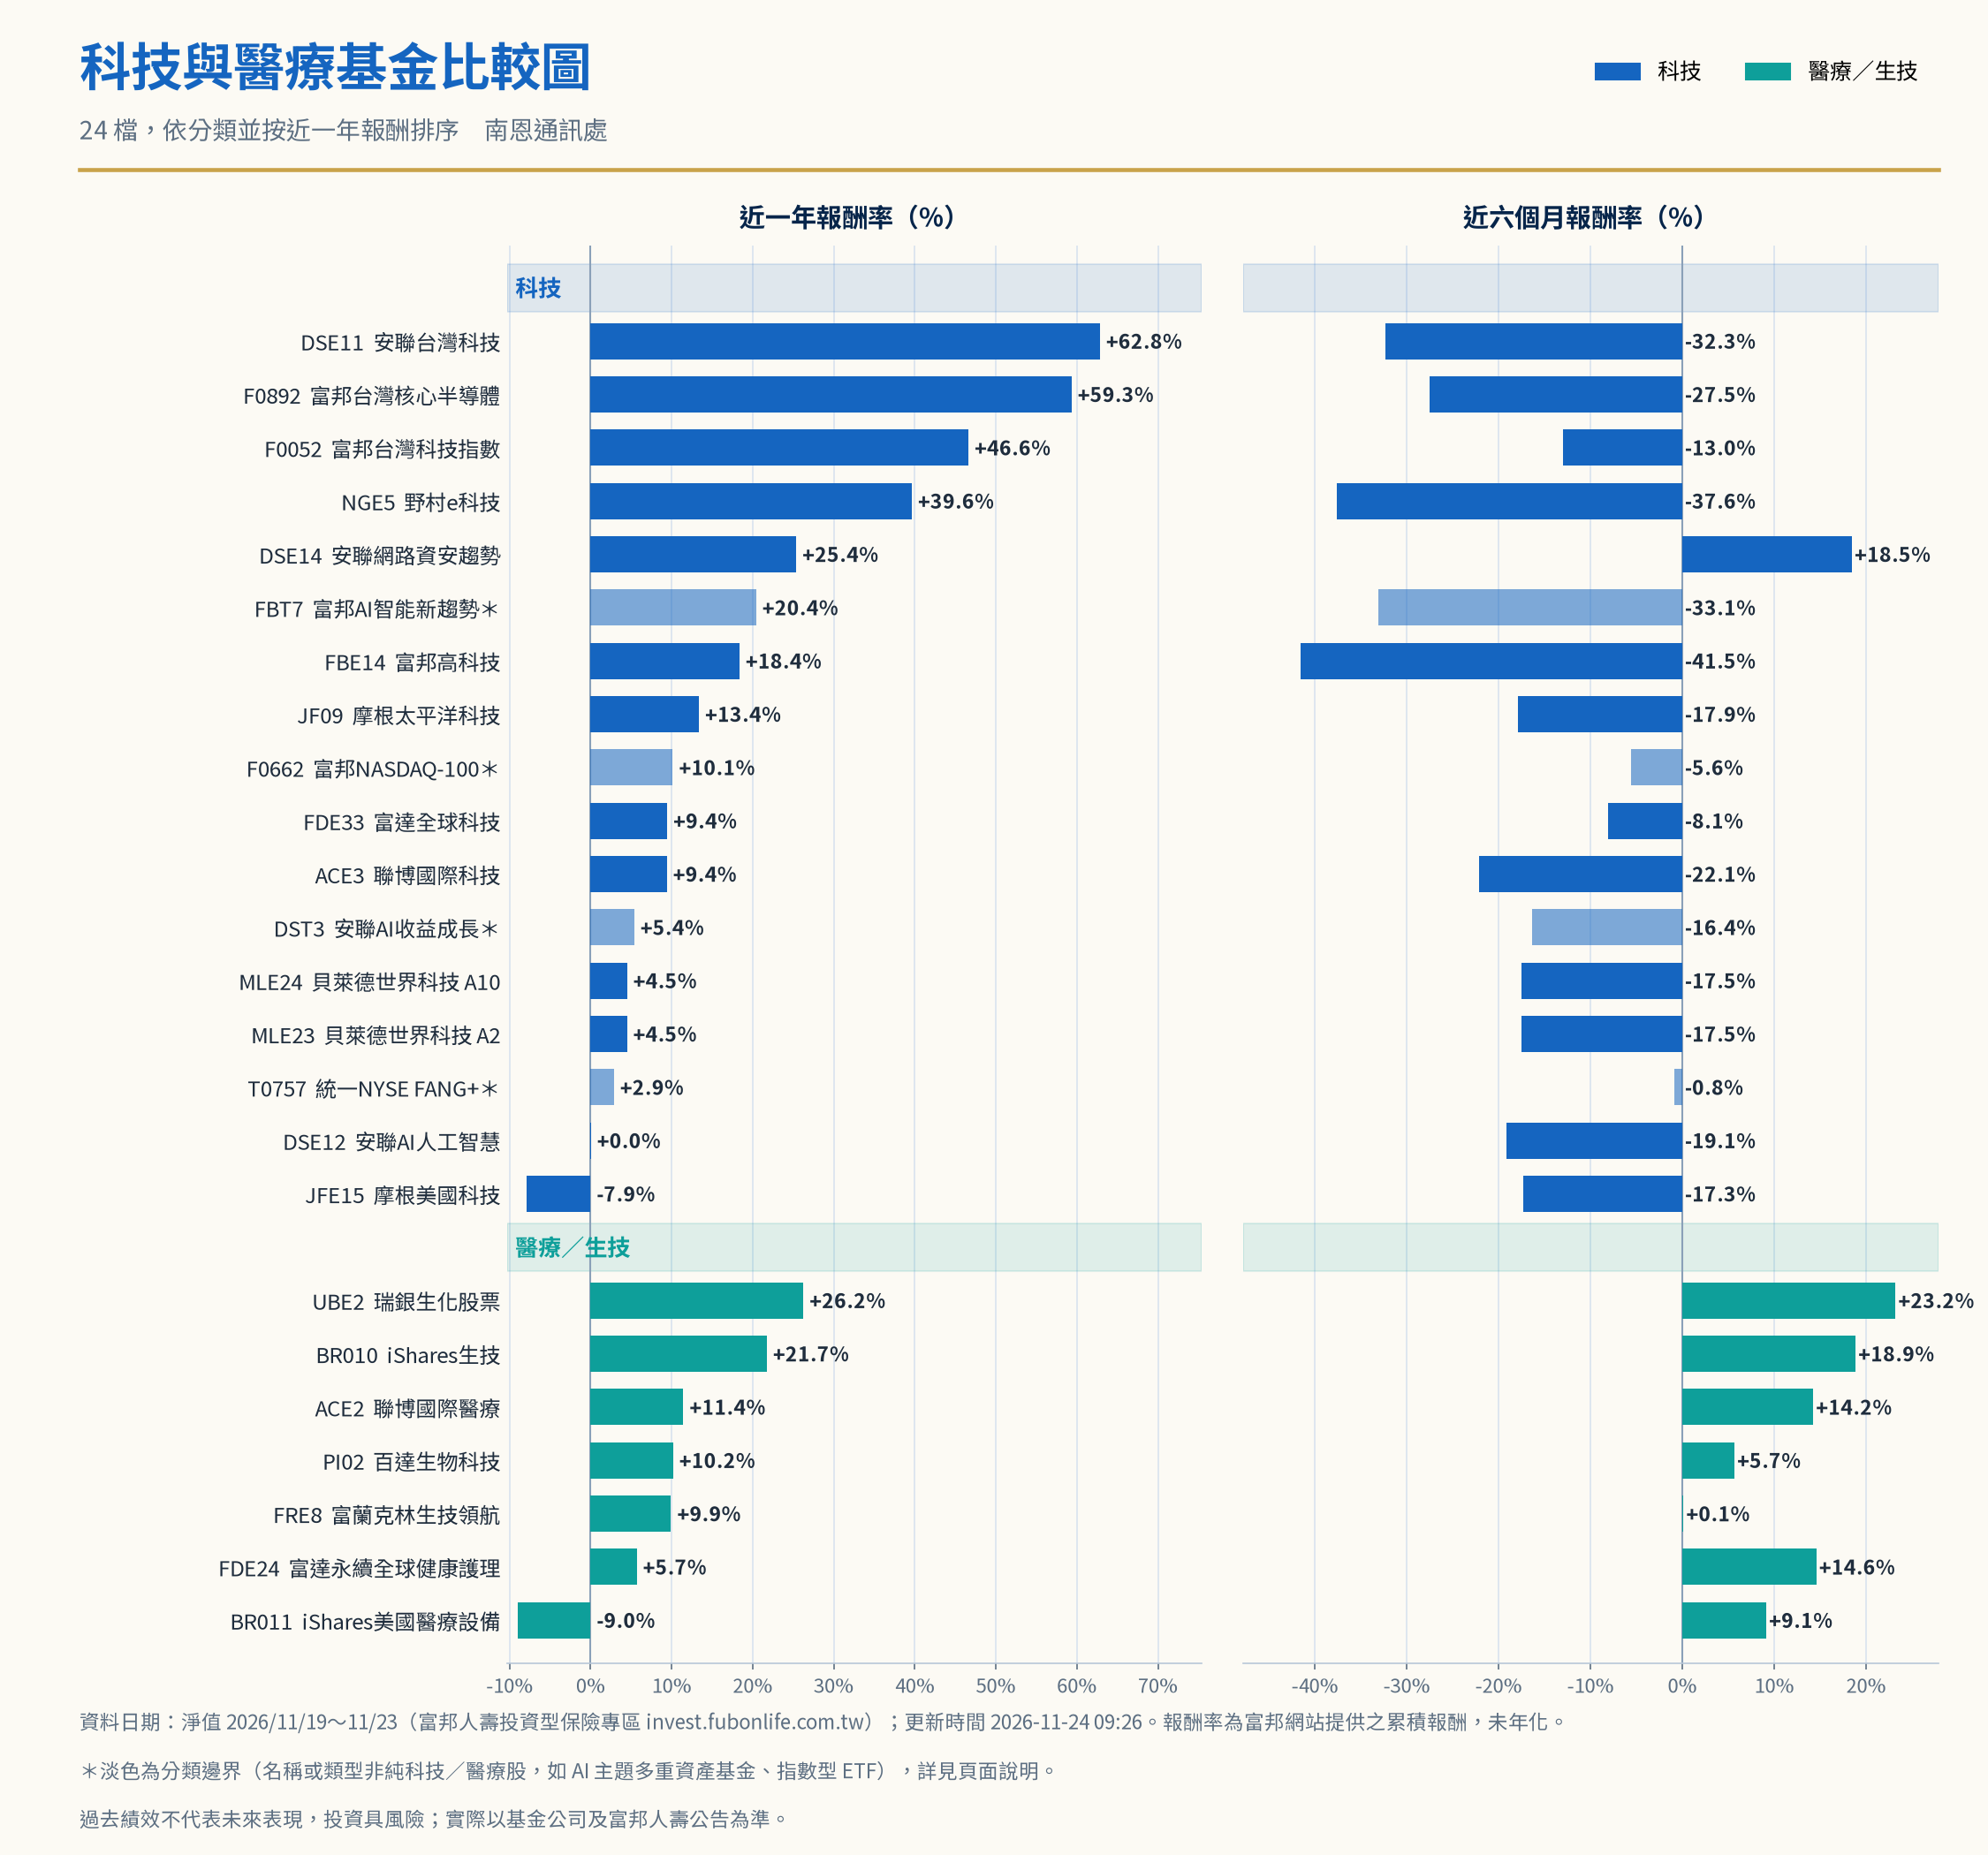 科技與醫療基金比較圖
科技 醫療／生技
24 檔，依分類並按近一年報酬排序 南恩通訊處
近一年報酬率（%） 近六個月報酬率（%）
科技
DSE11 安聯台灣科技 +62.8% -32.3%
F0892 富邦台灣核心半導體 +59.3% -27.5%
F0052 富邦台灣科技指數 +46.6% -13.0%
NGE5 野村e科技 +39.6% -37.6%
DSE14 安聯網路資安趨勢 +25.4% +18.5%
FBT7 富邦AI智能新趨勢＊ +20.4% -33.1%
FBE14 富邦高科技 +18.4% -41.5%
JF09 摩根太平洋科技 +13.4% -17.9%
F0662 富邦NASDAQ-100＊ +10.1% -5.6%
FDE33 富達全球科技 +9.4% -8.1%
ACE3 聯博國際科技 +9.4% -22.1%
DST3 安聯AI收益成長＊ +5.4% -16.4%
MLE24 貝萊德世界科技 A10 +4.5% -17.5%
MLE23 貝萊德世界科技 A2 +4.5% -17.5%
T0757 統一NYSE FANG+＊ +2.9% -0.8%
DSE12 安聯AI人工智慧 +0.0% -19.1%
JFE15 摩根美國科技 -7.9% -17.3%
醫療／生技
UBE2 瑞銀生化股票 +26.2% +23.2%
BR010 iShares生技 +21.7% +18.9%
ACE2 聯博國際醫療 +11.4% +14.2%
PI02 百達生物科技 +10.2% +5.7%
FRE8 富蘭克林生技領航 +9.9% +0.1%
FDE24 富達永續全球健康護理 +5.7% +14.6%
BR011 iShares美國醫療設備 -9.0% +9.1%
-10% 0% 10% 20% 30% 40% 50% 60% 70% -40% -30% -20% -10% 0% 10% 20%
資料日期：淨值 2026/11/19～11/23（富邦人壽投資型保險專區 invest.fubonlife.com.tw）；更新時間 2026-11-24 09:26。報酬率為富邦網站提供之累積報酬，未年化。
＊淡色為分類邊界（名稱或類型非純科技／醫療股，如 AI 主題多重資產基金、指數型 ETF），詳見頁面說明。
過去績效不代表未來表現，投資具風險；實際以基金公司及富邦人壽公告為準。